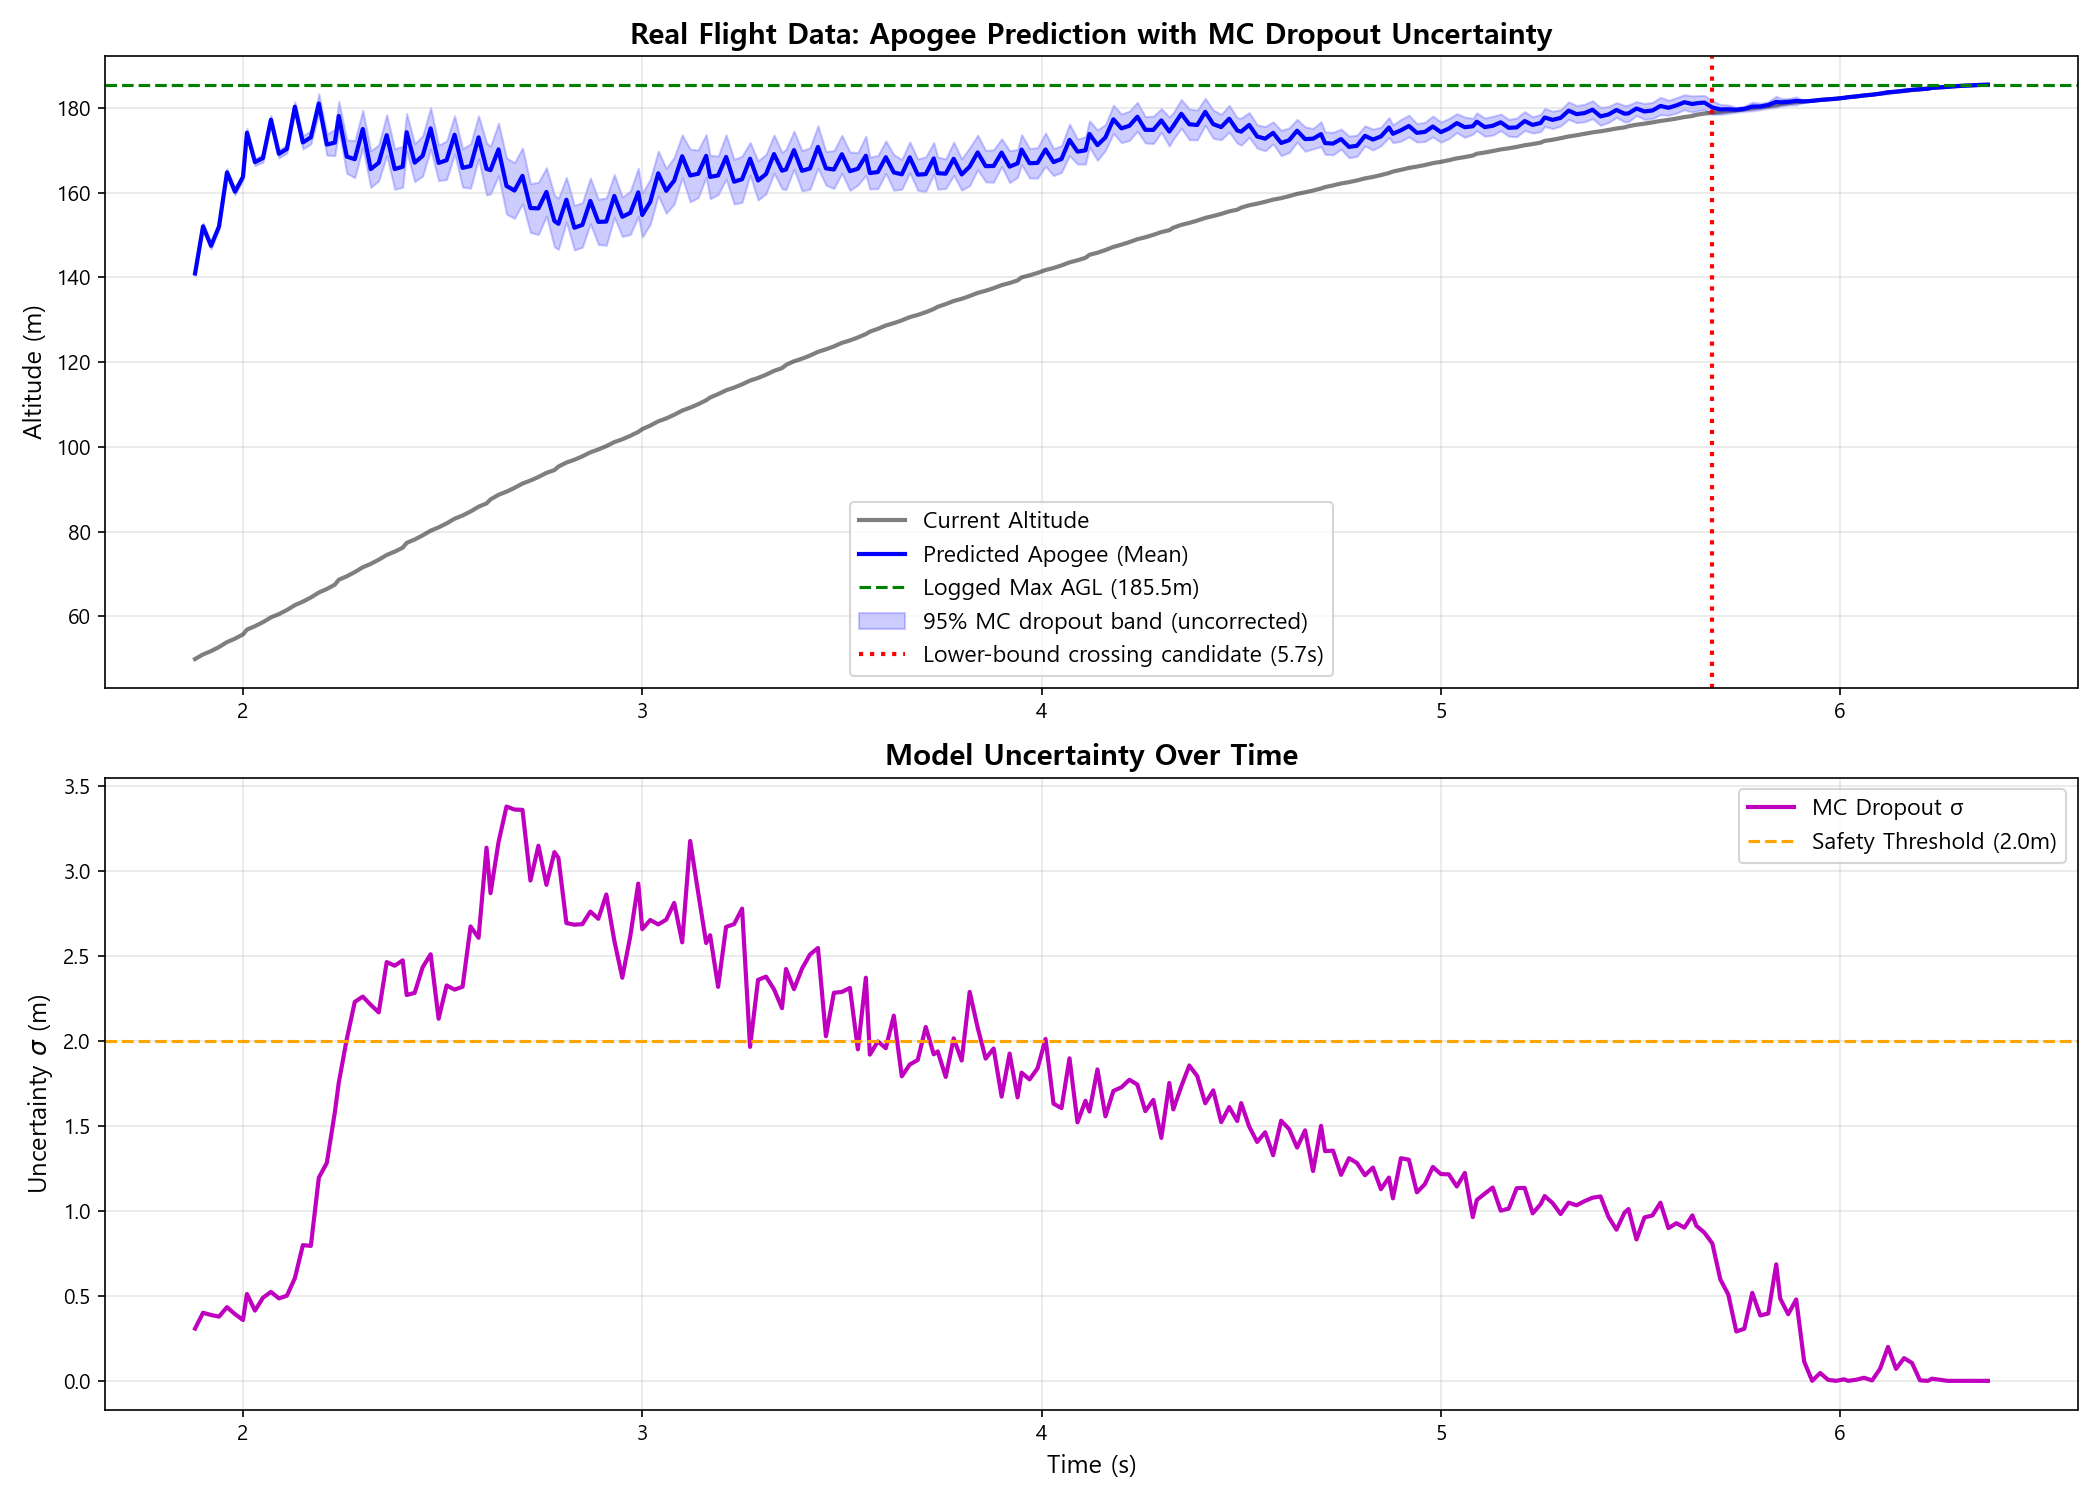 Real Flight Data: Apogee Prediction with MC Dropout Uncertainty
Altitude (m)
180
160
140
120
100
80
60
Current Altitude
Predicted Apogee (Mean)
Logged Max AGL (185.5m)
95% MC dropout band (uncorrected)
Lower-bound crossing candidate (5.7s)
2
3
4
5
6
Model Uncertainty Over Time
Uncertainty σ (m)
3.5
3.0
2.5
2.0
1.5
1.0
0.5
0.0
MC Dropout σ
Safety Threshold (2.0m)
2
3
4
5
6
Time (s)